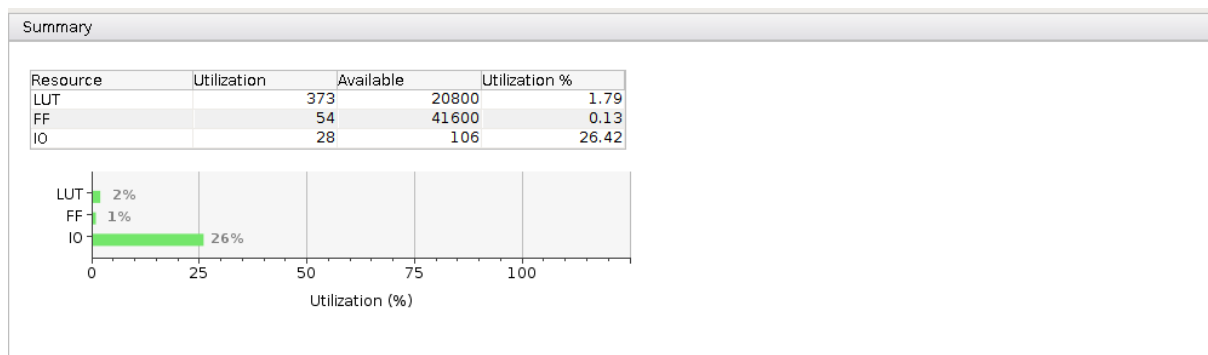 Summary
Resource Utilization Available Utilization %
LUT 373 20800 1.79
FF 54 41600 0.13
IO 28 106 26.42
LUT 2%
FF 1%
IO 26%
0 25 50 75 100
Utilization (%)